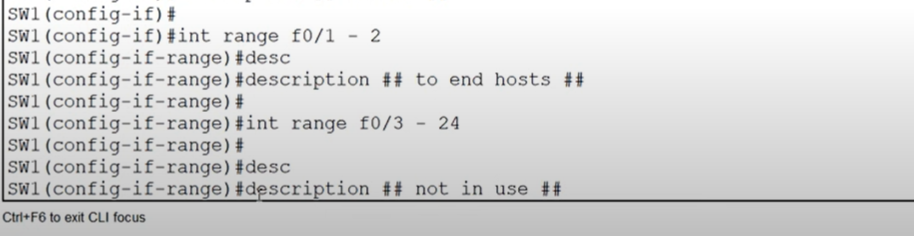 SW1(config-if)#
SW1(config-if)#int range f0/1 - 2
SW1(config-if-range)#desc
SW1(config-if-range)#description ## to end hosts ##
SW1(config-if-range)#
SW1(config-if-range)#int range f0/3 - 24
SW1(config-if-range)#
SW1(config-if-range)#desc
SW1(config-if-range)#description ## not in use ##
Ctrl+F6 to exit CLI focus